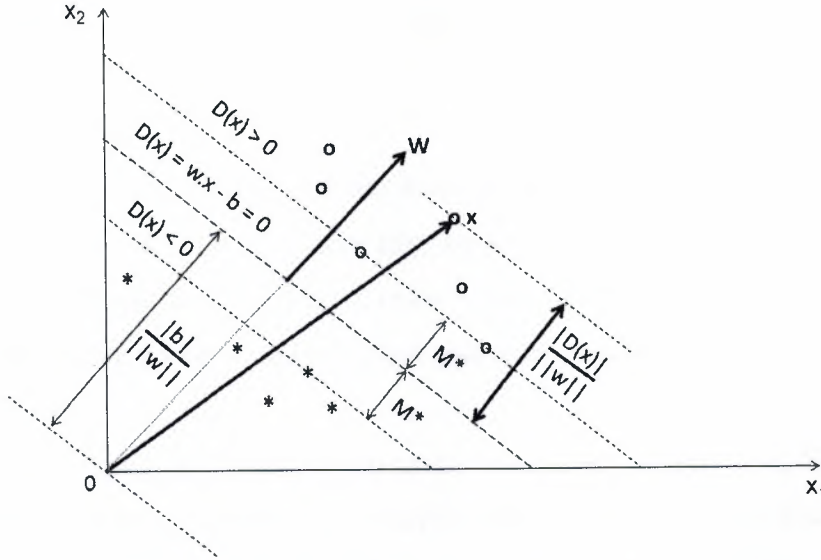 X2
D(x) > 0
W
D(x) = w.x - b = 0
x
D(x) < 0
|b|
||w||
M*
M*
|D(x)|
||w||
0
X